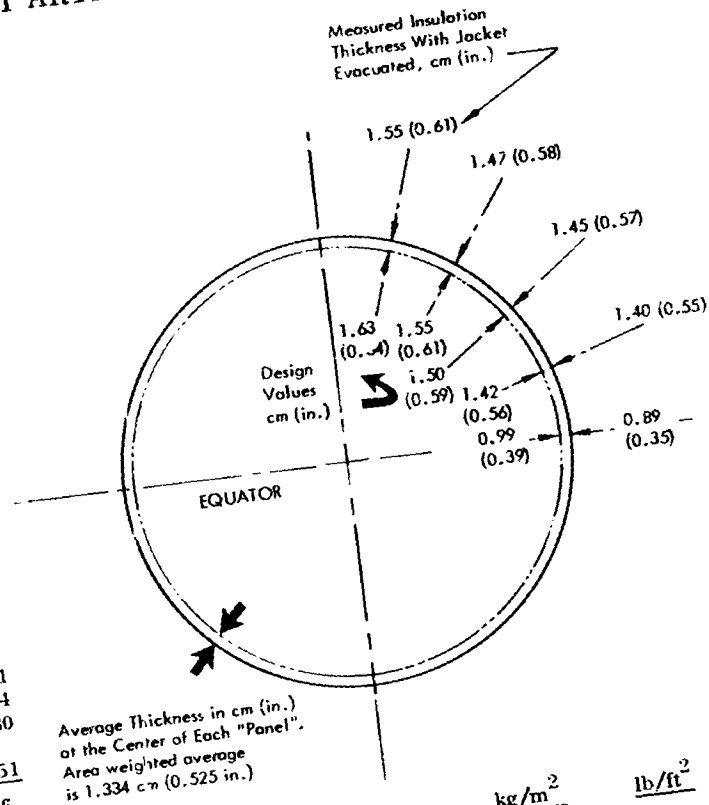 Measured Insulation
Thickness With Jacket
Evacuated, cm (in.)
1.55 (0.61)
1.47 (0.58)
1.45 (0.57)
1.40 (0.55)
0.89
(0.35)
1.63
1.55
(0.61)
1.50
(0.59)
1.42
(0.56)
0.99
(0.39)
Design
Values
cm (in.)
EQUATOR
Average Thickness in cm (in.)
at the Center of Each "Panel".
Area weighted average
is 1.334 cm (0.525 in.)
51
kg/m²
lb/ft²